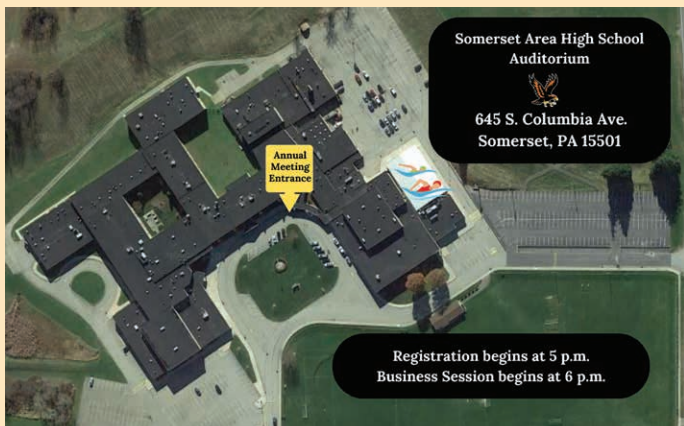 Somerset Area High School
Auditorium
645 S. Columbia Ave.
Somerset, PA 15501
Annual
Meeting
Entrance
Registration begins at 5 p.m.
Business Session begins at 6 p.m.